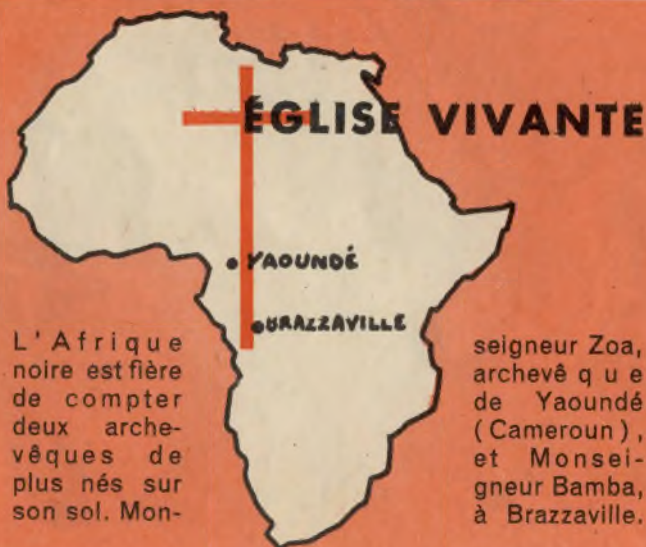 ÉGLISE VIVANTE
YAOUNDÉ
BRAZZAVILLE
L'Afrique
noire est fière
de compter
deux arche-
vêques de
plus nés sur
son sol. Mon-
seigneur Zoa,
archevêque
de Yaoundé
(Cameroun),
et Monsei-
gneur Bamba,
à Brazzaville.